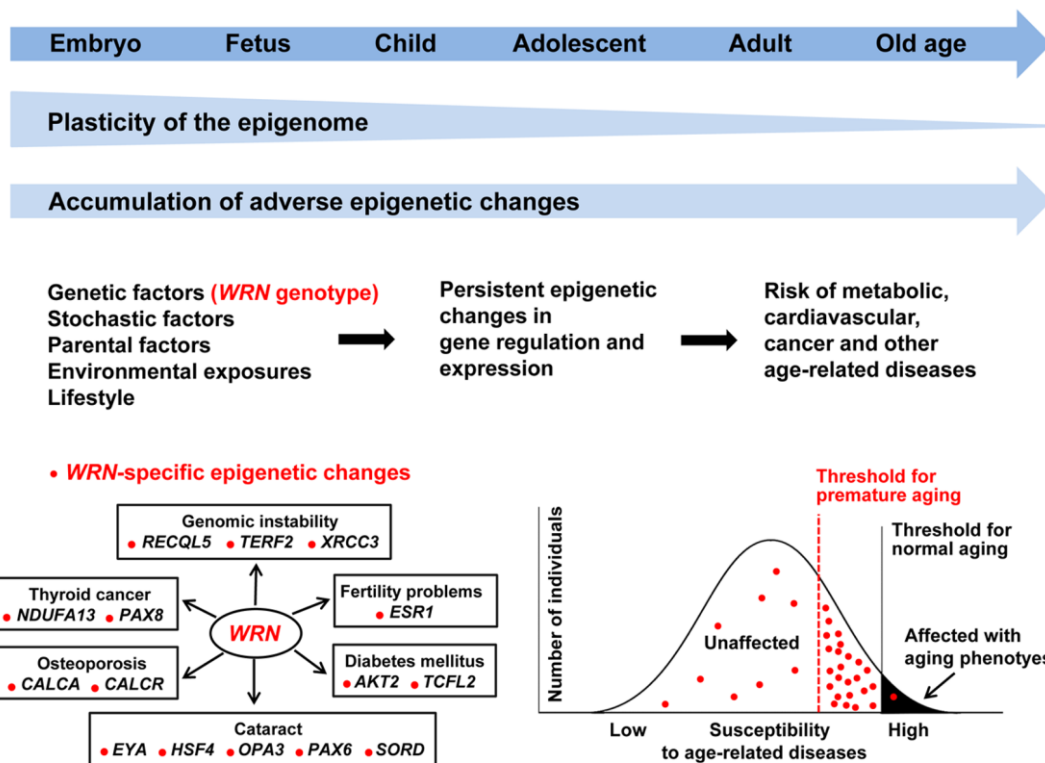 Embryo Fetus Child Adolescent Adult Old age
Plasticity of the epigenome
Accumulation of adverse epigenetic changes
Genetic factors (WRN genotype)
Stochastic factors
Parental factors
Environmental exposures
Lifestyle
Persistent epigenetic
changes in
gene regulation and
expression
Risk of metabolic,
cardiavascular,
cancer and other
age-related diseases
• WRN-specific epigenetic changes
Genomic instability
• RECQL5 • TERF2 • XRCC3
Thyroid cancer
• NDUFA13 • PAX8
Fertility problems
• ESR1
WRN
Osteoporosis
• CALCA • CALCR
Diabetes mellitus
• AKT2 • TCFL2
Cataract
• EYA • HSF4 • OPA3 • PAX6 • SORD
Threshold for
premature aging
Threshold for
normal aging
Number of individuals
Unaffected
Affected with
aging phenotyes
Low Susceptibility High
to age-related diseases